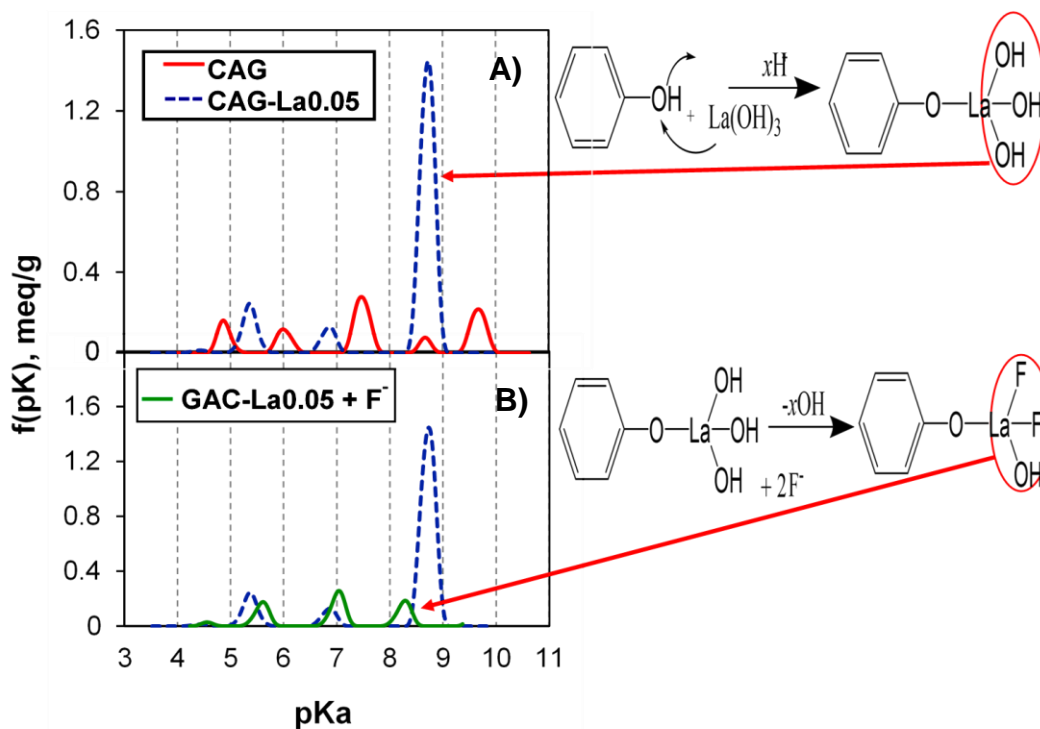 1.6
1.2
0.8
0.4
0
CAG
CAG-La0.05
A)
OH
+
La(OH)₃
xH
O
La
OH
OH
OH
f(pK), meq/g
1.6
1.2
0.8
0.4
0
GAC-La0.05 + F⁻
B)
O
La
OH
OH
OH
-xOH
+ 2F⁻
O
La
F
F
OH
3 4 5 6 7 8 9 10 11
pKa